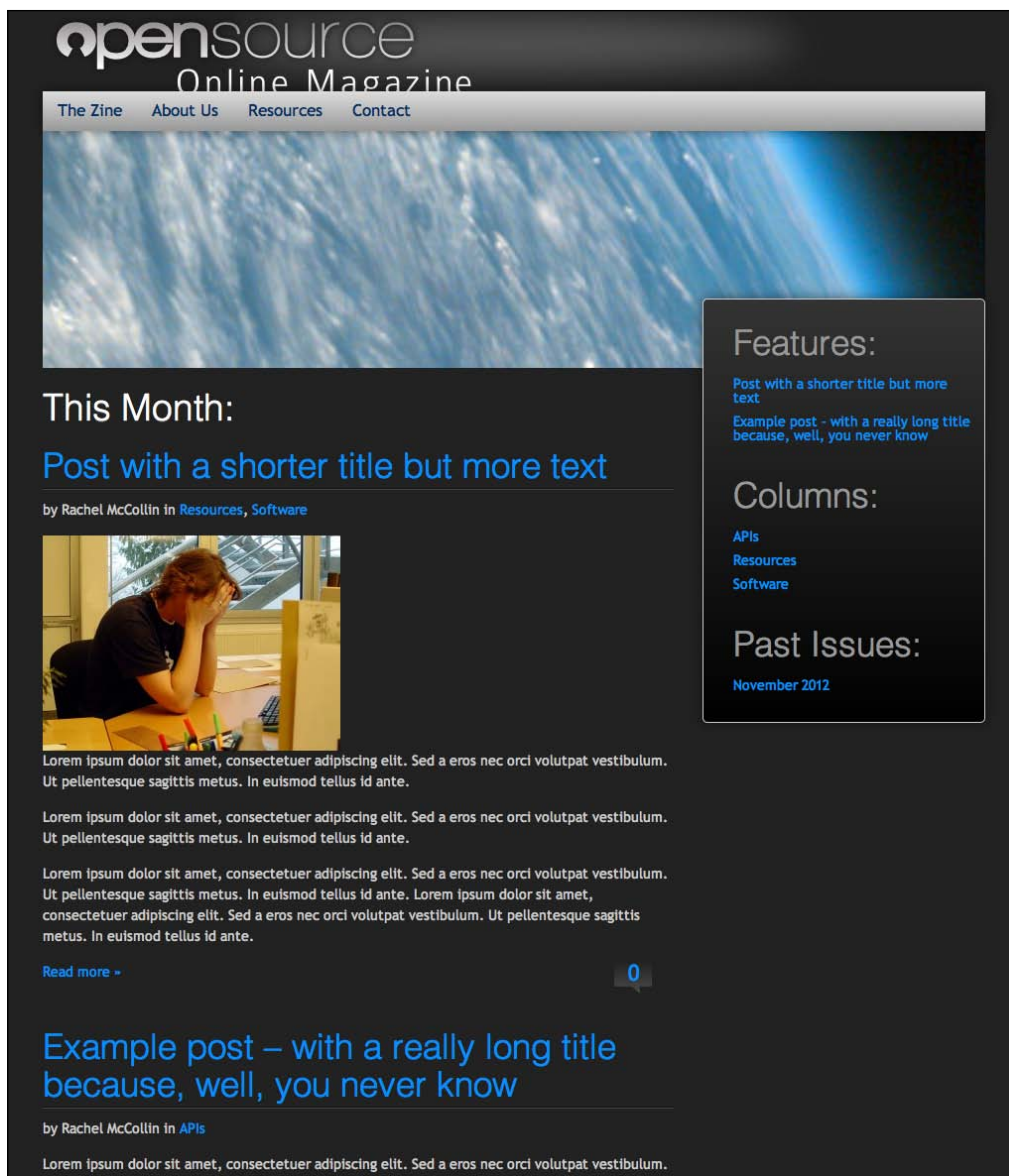 opensource
Online Magazine
The Zine About Us Resources Contact
This Month:
Post with a shorter title but more text
by Rachel McCollin in Resources, Software
Lorem ipsum dolor sit amet, consectetuer adipiscing elit. Sed a eros nec orci volutpat vestibulum.
Ut pellentesque sagittis metus. In euismod tellus id ante.
Lorem ipsum dolor sit amet, consectetuer adipiscing elit. Sed a eros nec orci volutpat vestibulum.
Ut pellentesque sagittis metus. In euismod tellus id ante.
Lorem ipsum dolor sit amet, consectetuer adipiscing elit. Sed a eros nec orci volutpat vestibulum.
Ut pellentesque sagittis metus. In euismod tellus id ante. Lorem ipsum dolor sit amet,
consectetuer adipiscing elit. Sed a eros nec orci volutpat vestibulum. Ut pellentesque sagittis
metus. In euismod tellus id ante.
Read more »
0
Example post – with a really long title
because, well, you never know
by Rachel McCollin in APIs
Lorem ipsum dolor sit amet, consectetuer adipiscing elit. Sed a eros nec orci volutpat vestibulum.
Features:
Post with a shorter title but more
text
Example post – with a really long title
because, well, you never know
Columns:
APIs
Resources
Software
Past Issues:
November 2012